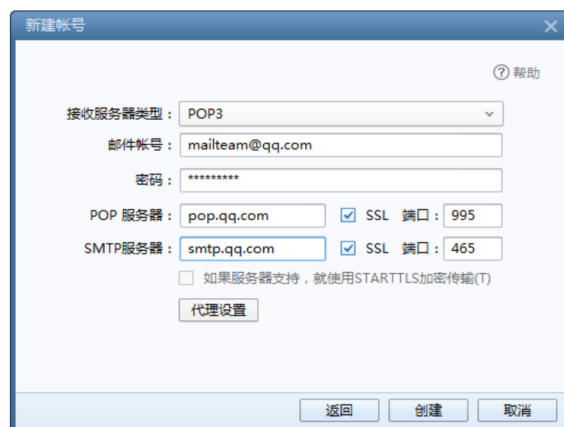 新建帐号
帮助
接收服务器类型： POP3
邮件帐号： mailteam@qq.com
密码： *********
POP 服务器： pop.qq.com SSL 端口： 995
SMTP服务器： smtp.qq.com SSL 端口： 465
如果服务器支持，就使用STARTTLS加密传输(T)
代理设置
返回 创建 取消